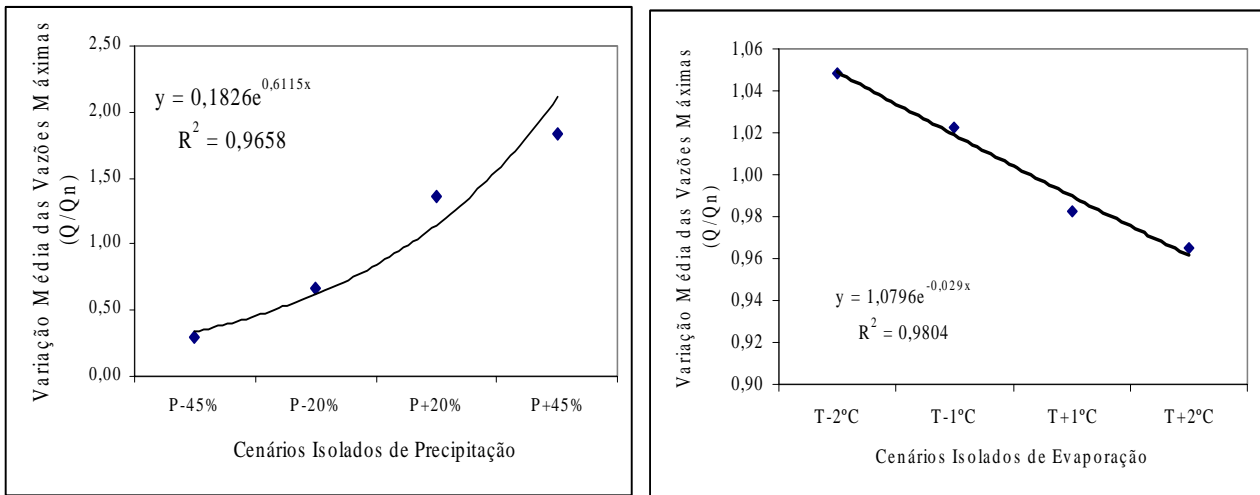 Variação Média das Vazões Máximas
(Q/Qn)
2,50
2,00
1,50
1,00
0,50
0,00
y = 0,1826e^0,6115x
R² = 0,9658
P-45% P-20% P+20% P+45%
Cenários Isolados de Precipitação
Variação Média das Vazões Máximas
(Q/Qn)
1,06
1,04
1,02
1,00
0,98
0,96
0,94
0,92
0,90
y = 1,0796e^-0,029x
R² = 0,9804
T-2ºC T-1ºC T+1ºC T+2ºC
Cenários Isolados de Evaporação